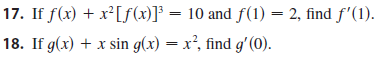 17. If f(x) + x²[f(x)]³ = 10 and f(1) = 2, find f'(1).
18. If g(x) + x sin g(x) = x², find g'(0).